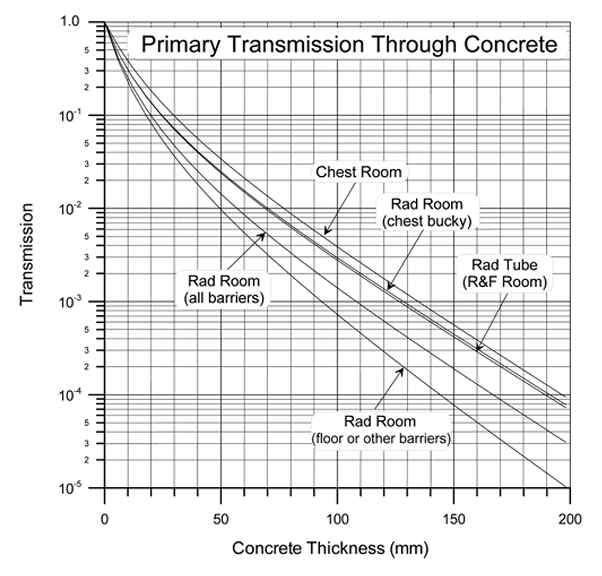 Primary Transmission Through Concrete
1.0
5
3
2
10-1
5
3
2
10-2
5
3
2
10-3
5
3
2
10-4
5
3
2
10-5
Transmission
Chest Room
Rad Room
(chest bucky)
Rad Tube
(R&F Room)
Rad Room
(all barriers)
Rad Room
(floor or other barriers)
0 50 100 150 200
Concrete Thickness (mm)